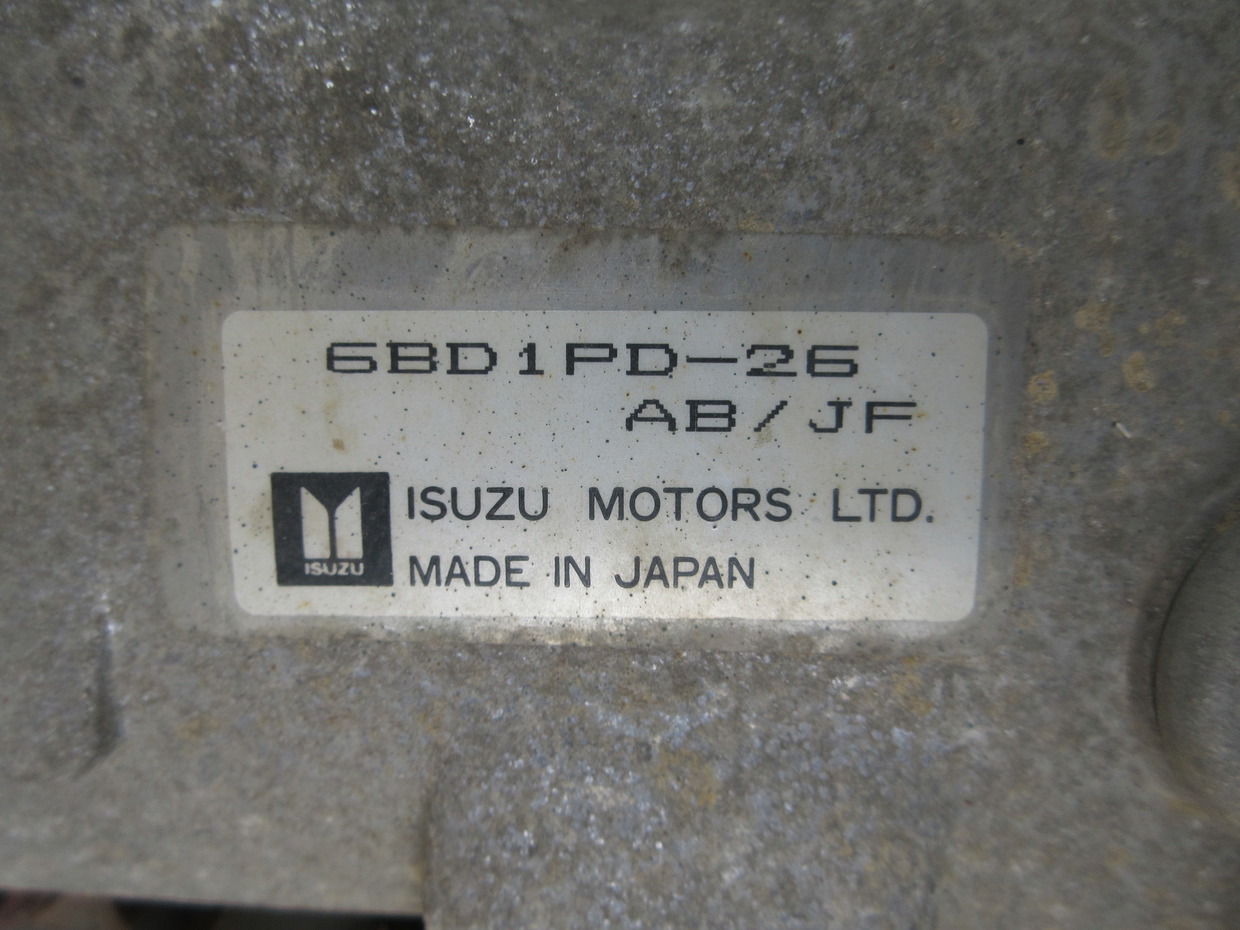 6BD1PD-26
AB/JF
ISUZU
ISUZU MOTORS LTD.
MADE IN JAPAN